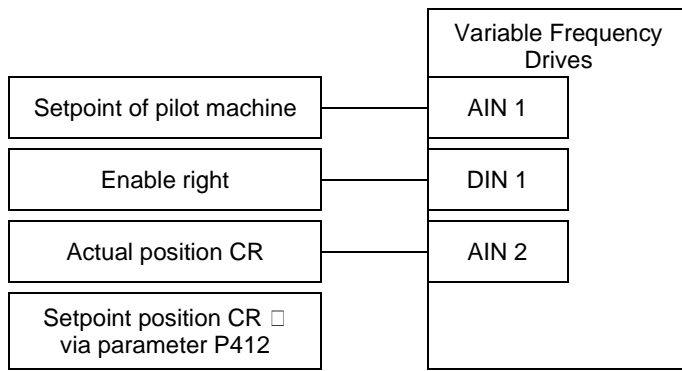 Variable Frequency
Drives
Setpoint of pilot machine
AIN 1
Enable right
DIN 1
Actual position CR
AIN 2
Setpoint position CR □
via parameter P412